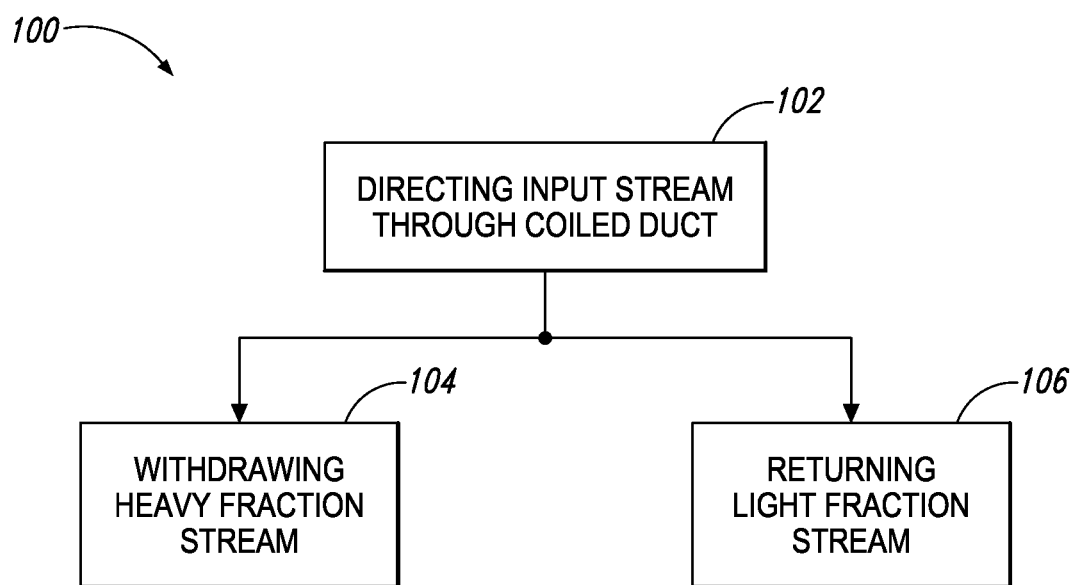 100
102
DIRECTING INPUT STREAM
THROUGH COILED DUCT
104
WITHDRAWING
HEAVY FRACTION
STREAM
106
RETURNING
LIGHT FRACTION
STREAM